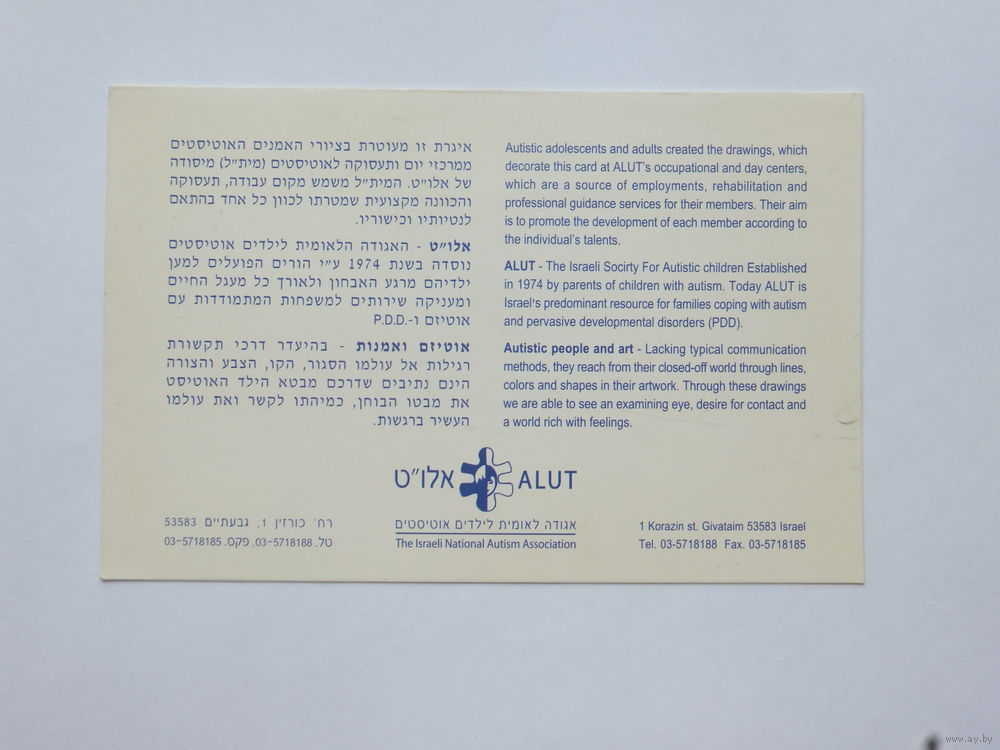 איגרת זו מעוטרת בציורי האמנים האוטיסטים
ממרכזי יום ותעסוקה לאוטיסטים (מית"ל) מיסודה
של אלו"ט. המית"ל משמש מקום עבודה, תעסוקה
והכוונה מקצועית שמטרתו לכוון כל אחד בהתאם
לנטיותיו וכישוריו.
אלו"ט - האגודה הלאומית לילדים אוטיסטים
נוסדה בשנת 1974 ע"י הורים הפועלים למען
ילדיהם מרגע האבחון ולאורך כל מעגל החיים
ומעניקה שירותים למשפחות המתמודדות עם
אוטיזם ו-P.D.D.
אוטיזם ואמנות - בהיעדר דרכי תקשורת
רגילות אל עולמו הסגור, הקו, הצבע והצורה
הינם נתיבים שדרכם מבטא הילד האוטיסט
את מבטו הבוחן, כמיהתו לקשר ואת עולמו
העשיר ברגשות.
Autistic adolescents and adults created the drawings, which
decorate this card at ALUT's occupational and day centers,
which are a source of employments, rehabilitation and
professional guidance services for their members. Their aim
is to promote the development of each member according to
the individual's talents.
ALUT - The Israeli Socirty For Autistic children Established
in 1974 by parents of children with autism. Today ALUT is
Israel's predominant resource for families coping with autism
and pervasive developmental disorders (PDD).
Autistic people and art - Lacking typical communication
methods, they reach from their closed-off world through lines,
colors and shapes in their artwork. Through these drawings
we are able to see an examining eye, desire for contact and
a world rich with feelings.
אלו"ט ALUT
אגודה לאומית לילדים אוטיסטים
The Israeli National Autism Association
רח' כורזין 1, גבעתיים 53583
טל. 03-5718188, פקס. 03-5718185
1 Korazin st. Givataim 53583 Israel
Tel. 03-5718188 Fax. 03-5718185
www.ay.by